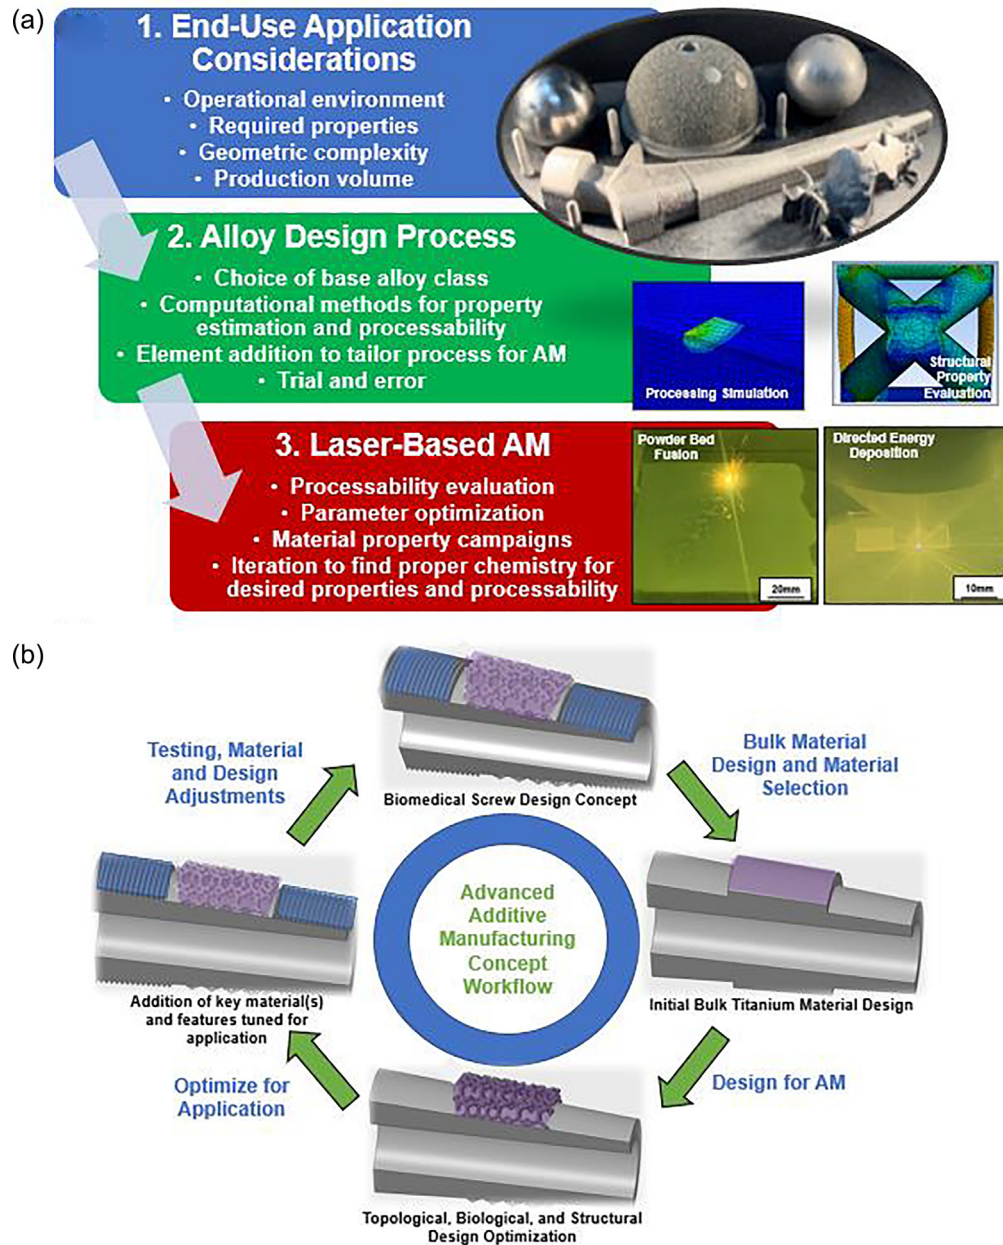 (a)
1. End-Use Application
Considerations
• Operational environment
• Required properties
• Geometric complexity
• Production volume
2. Alloy Design Process
• Choice of base alloy class
• Computational methods for property
estimation and processability
• Element addition to tailor process for AM
• Trial and error
Processing Simulation
Structural
Property
Evaluation
3. Laser-Based AM
• Processability evaluation
• Parameter optimization
• Material property campaigns
• Iteration to find proper chemistry for
desired properties and processability
Powder Bed
Fusion
20mm
Directed Energy
Deposition
10mm
(b)
Biomedical Screw Design Concept
Bulk Material
Design and Material
Selection
Initial Bulk Titanium Material Design
Design for AM
Topological, Biological, and Structural
Design Optimization
Optimize for
Application
Addition of key material(s)
and features tuned for
application
Testing, Material
and Design
Adjustments
Advanced
Additive
Manufacturing
Concept
Workflow